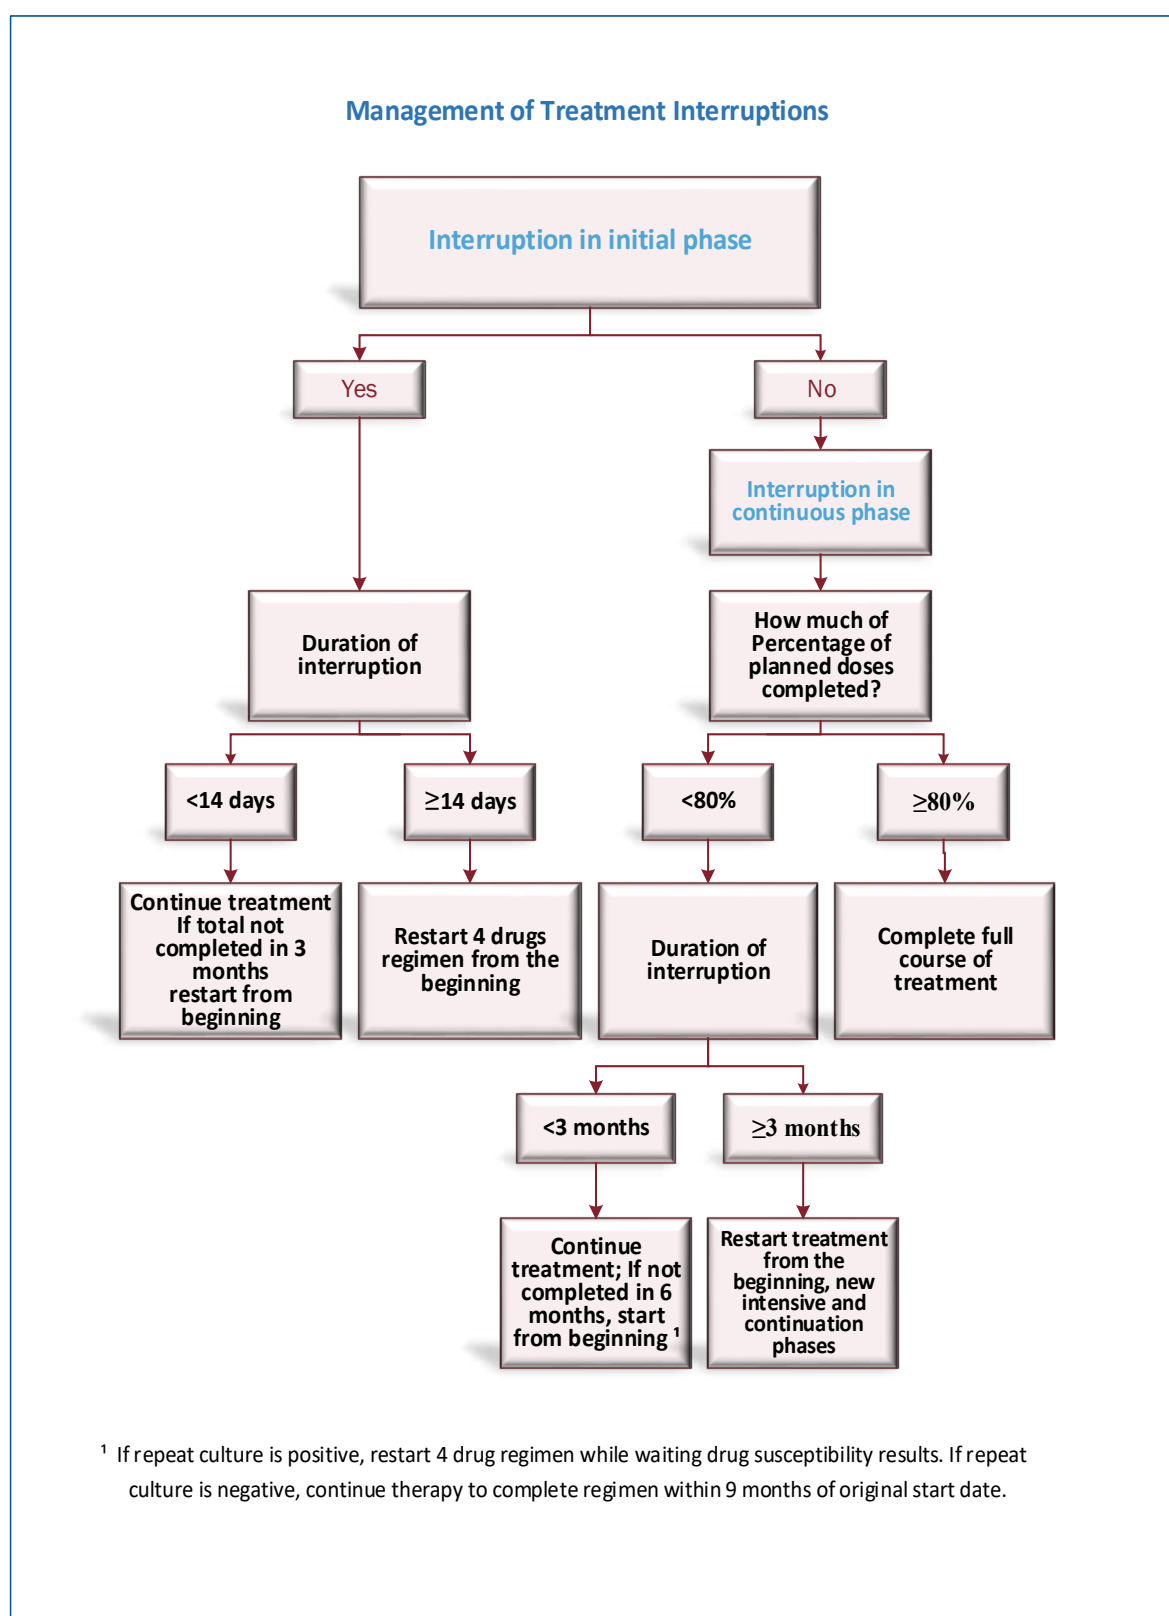 Management of Treatment Interruptions
Interruption in initial phase
Yes
No
Interruption in
continuous phase
Duration of
interruption
How much of
Percentage of
planned doses
completed?
<14 days
≥14 days
<80%
≥80%
Continue treatment
If total not
completed in 3
months
restart from
beginning
Restart 4 drugs
regimen from the
beginning
Duration of
interruption
Complete full
course of
treatment
<3 months
≥3 months
Continue
treatment; If not
completed in 6
months, start
from beginning ¹
Restart treatment
from the
beginning, new
intensive and
continuation
phases
¹ If repeat culture is positive, restart 4 drug regimen while waiting drug susceptibility results. If repeat
culture is negative, continue therapy to complete regimen within 9 months of original start date.